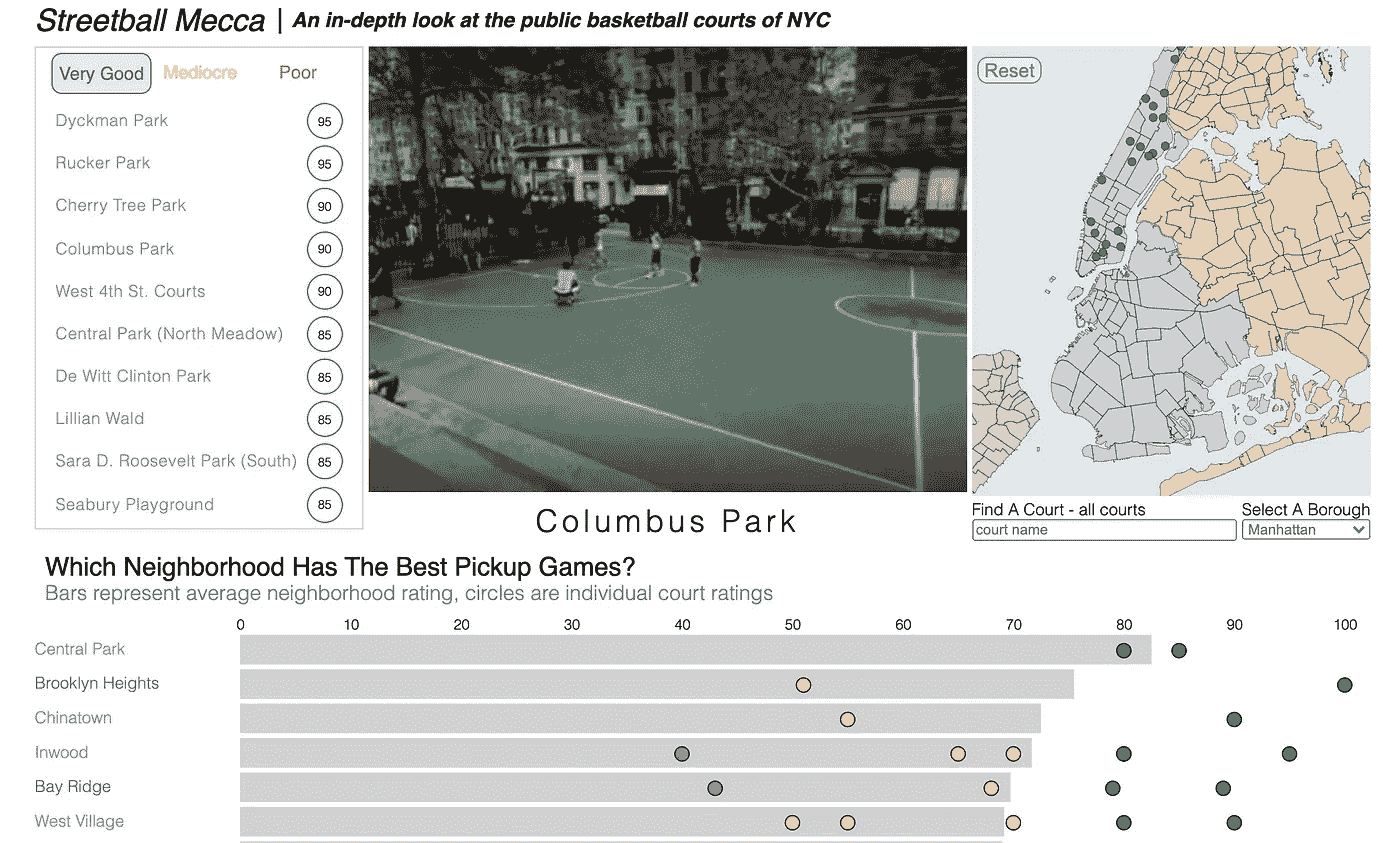 Streetball Mecca | An in-depth look at the public basketball courts of NYC
Very Good Mediocre Poor
Dyckman Park 95
Rucker Park 95
Cherry Tree Park 90
Columbus Park 90
West 4th St. Courts 90
Central Park (North Meadow) 85
De Witt Clinton Park 85
Lillian Wald 85
Sara D. Roosevelt Park (South) 85
Seabury Playground 85
Columbus Park
Reset
Find A Court - all courts Select A Borough
court name Manhattan
Which Neighborhood Has The Best Pickup Games?
Bars represent average neighborhood rating, circles are individual court ratings
0 10 20 30 40 50 60 70 80 90 100
Central Park
Brooklyn Heights
Chinatown
Inwood
Bay Ridge
West Village